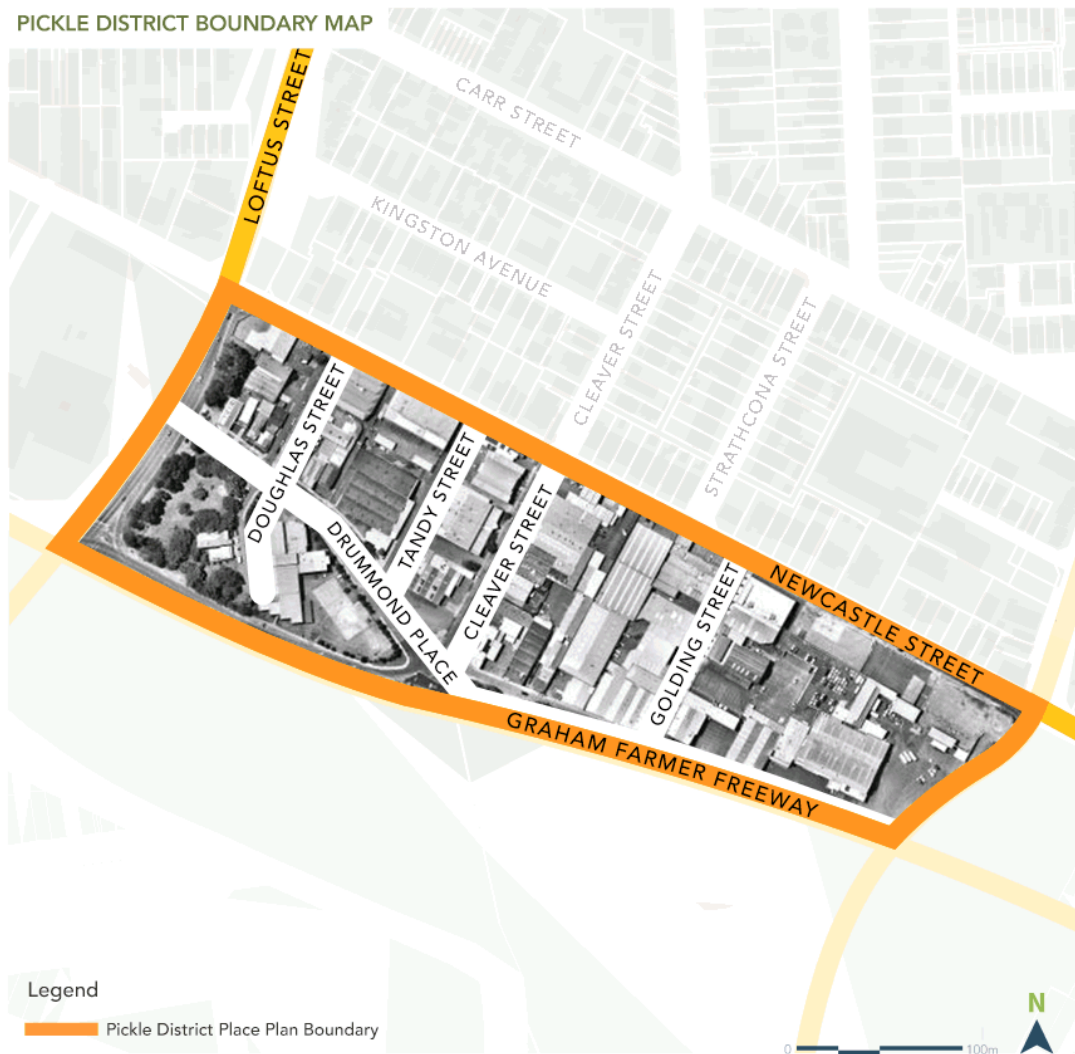 PICKLE DISTRICT BOUNDARY MAP
LOFTUS STREET
CARR STREET
KINGSTON AVENUE
CLEAVER STREET
STRATHCONA STREET
DOUGHLAS STREET
TANDY STREET
DRUMMOND PLACE
CLEAVER STREET
GOLDING STREET
NEWCASTLE STREET
GRAHAM FARMER FREEWAY
Legend
Pickle District Place Plan Boundary
N
0 100m